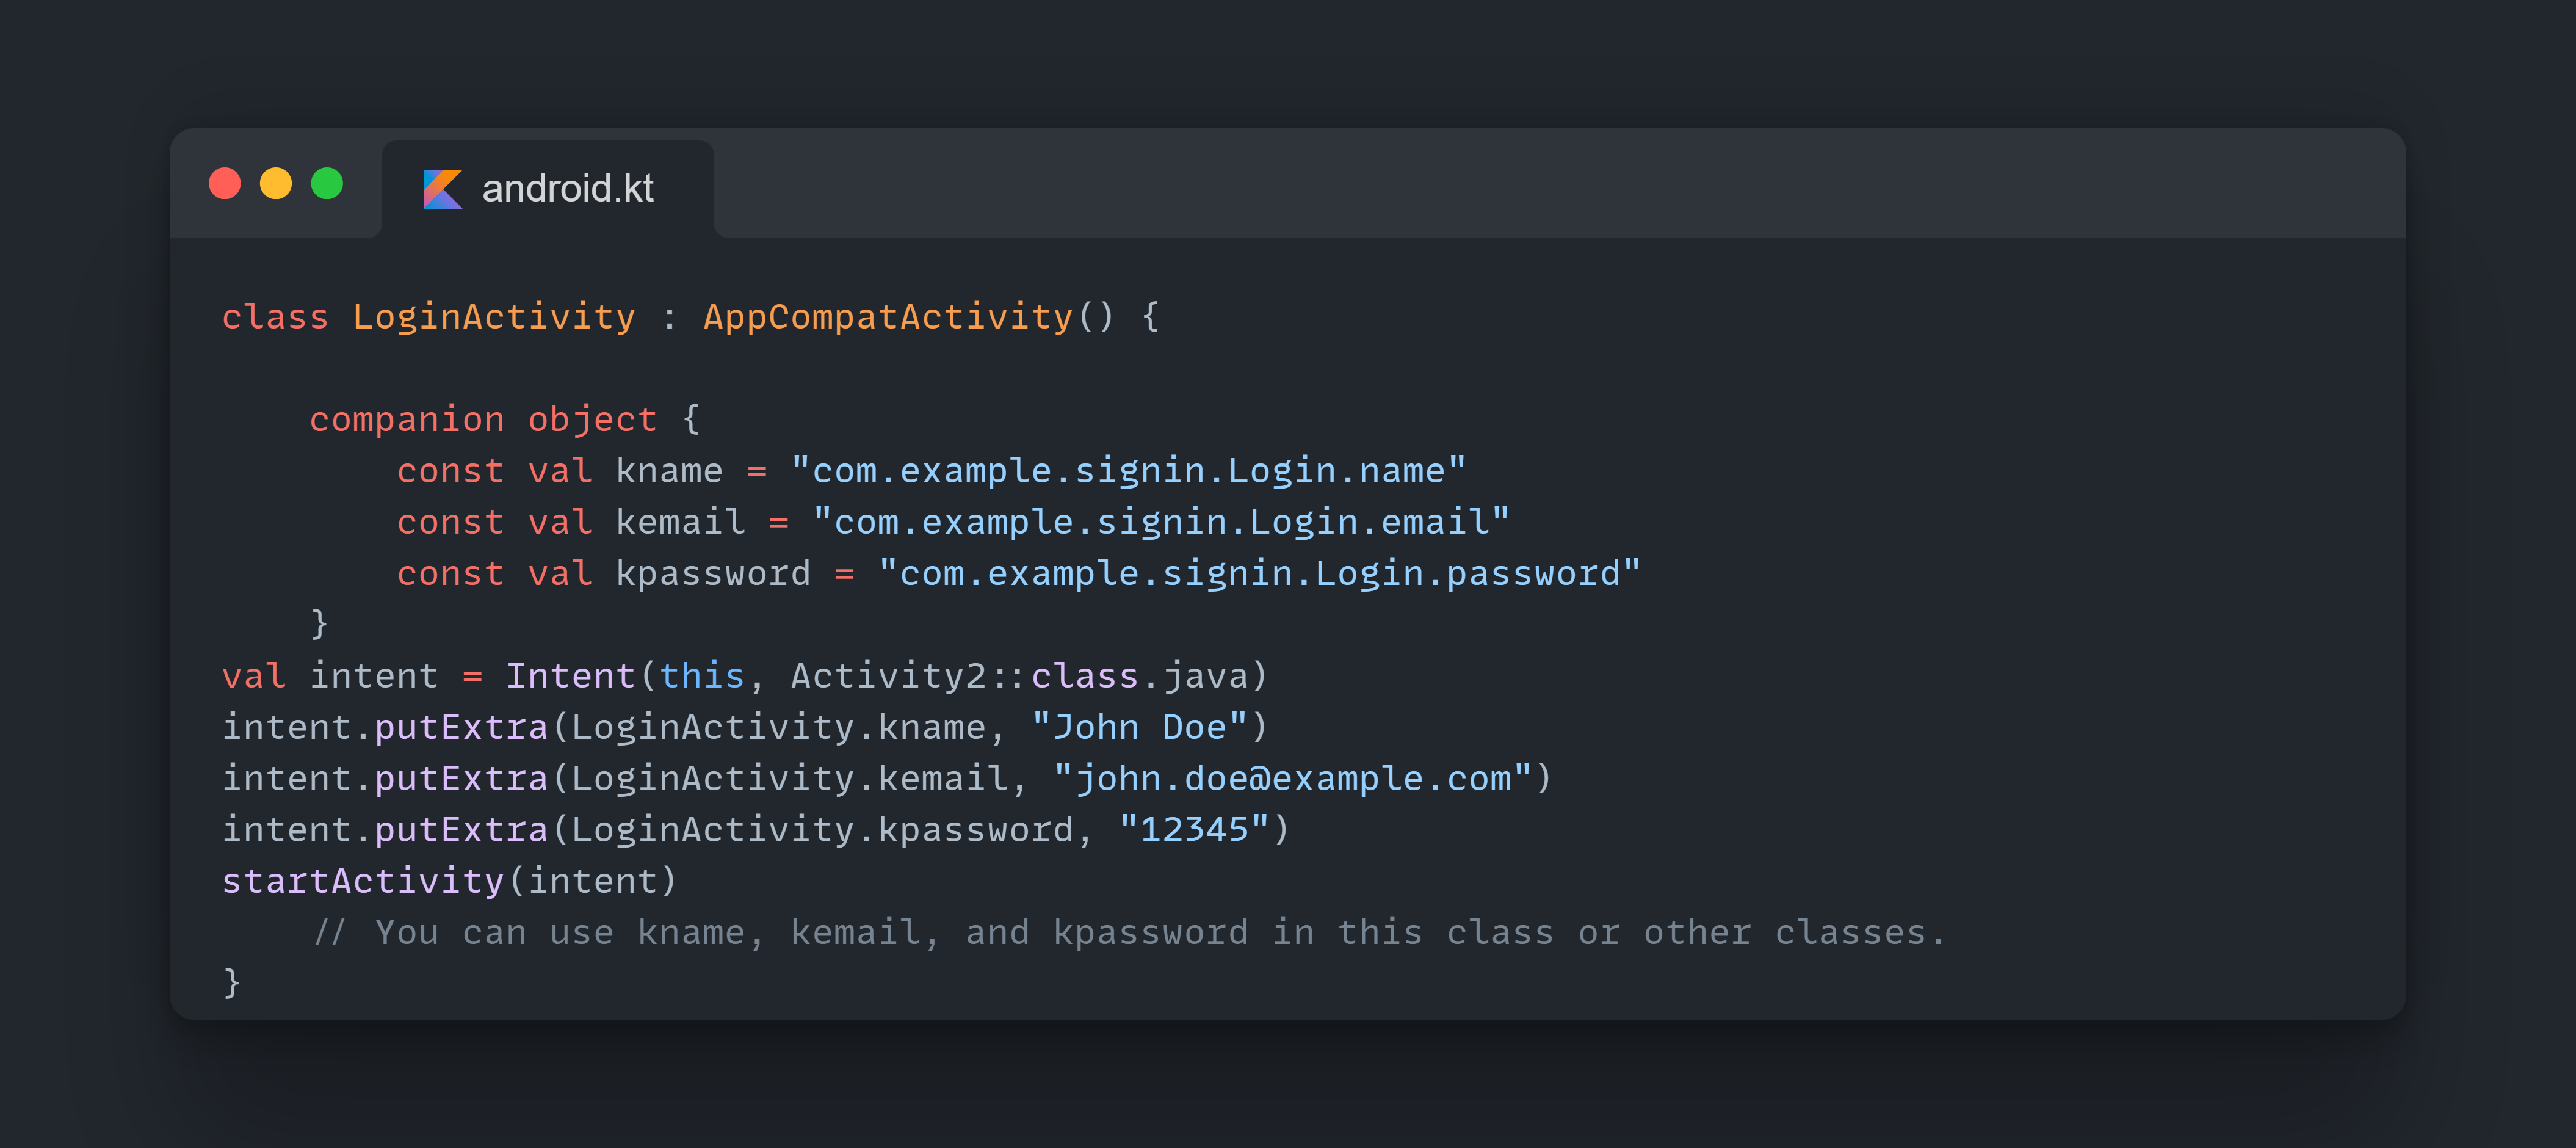 android.kt
class LoginActivity : AppCompatActivity() {
    companion object {
        const val kname = "com.example.signin.Login.name"
        const val kemail = "com.example.signin.Login.email"
        const val kpassword = "com.example.signin.Login.password"
    }
val intent = Intent(this, Activity2::class.java)
intent.putExtra(LoginActivity.kname, "John Doe")
intent.putExtra(LoginActivity.kemail, "john.doe@example.com")
intent.putExtra(LoginActivity.kpassword, "12345")
startActivity(intent)
    // You can use kname, kemail, and kpassword in this class or other classes.
}